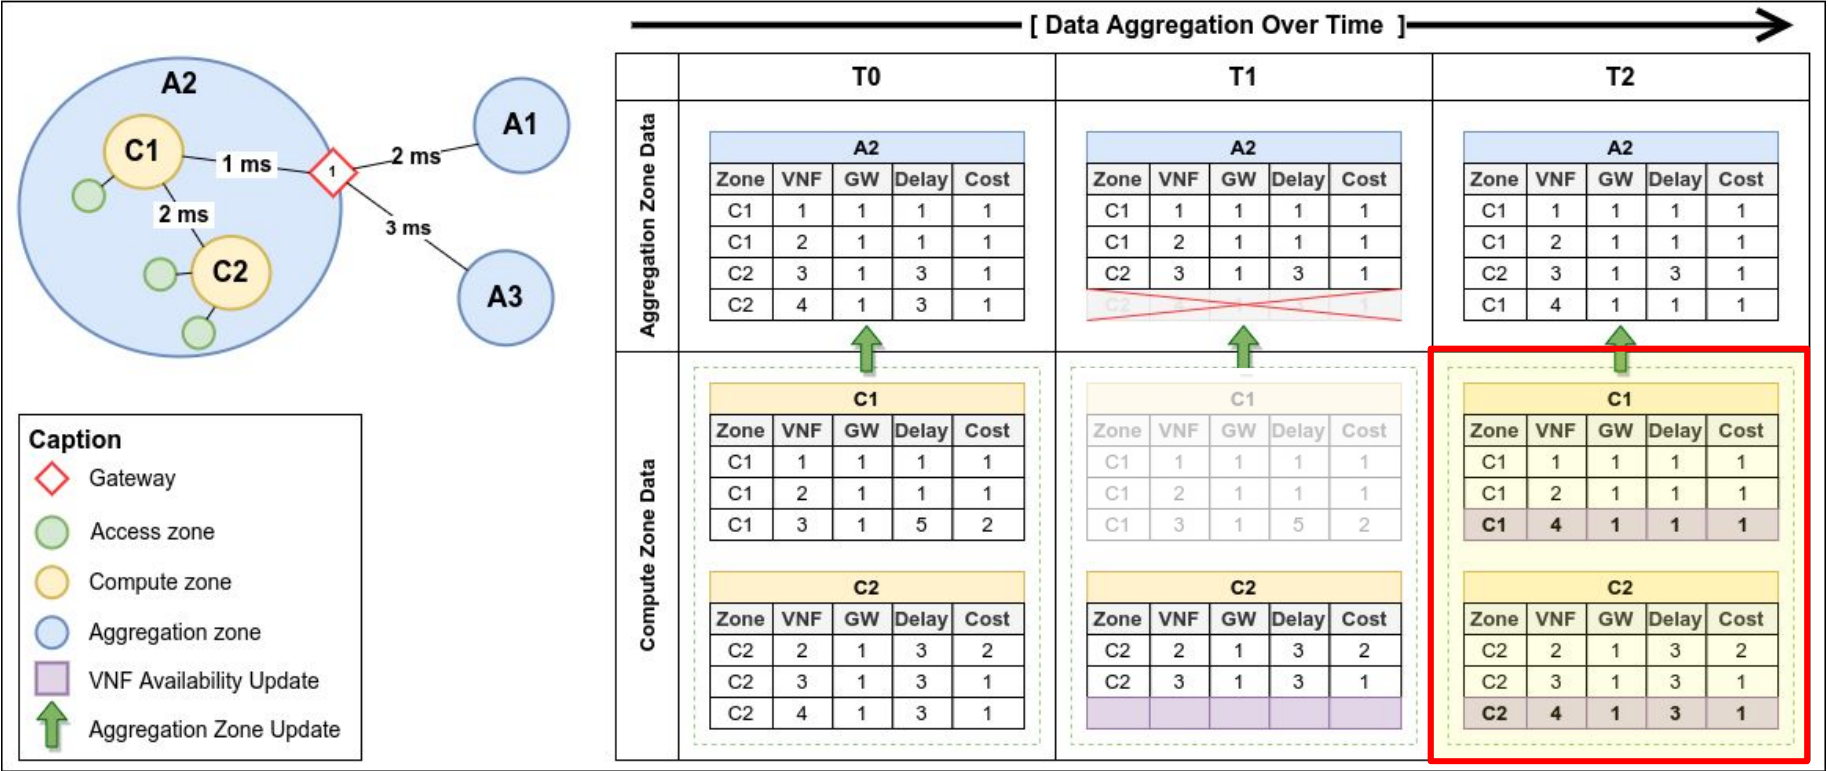 [ Data Aggregation Over Time ]
A2
C1
C2
1 ms
2 ms
1
2 ms
3 ms
A1
A3
Caption
Gateway
Access zone
Compute zone
Aggregation zone
VNF Availability Update
Aggregation Zone Update
T0 T1 T2
Aggregation Zone Data
A2
Zone VNF GW Delay Cost
C1 1 1 1 1
C1 2 1 1 1
C2 3 1 3 1
C2 4 1 3 1
A2
Zone VNF GW Delay Cost
C1 1 1 1 1
C1 2 1 1 1
C2 3 1 3 1
C2 4 1
A2
Zone VNF GW Delay Cost
C1 1 1 1 1
C1 2 1 1 1
C2 3 1 3 1
C1 4 1 1 1
Compute Zone Data
C1
Zone VNF GW Delay Cost
C1 1 1 1 1
C1 2 1 1 1
C1 3 1 5 2
C2
Zone VNF GW Delay Cost
C2 2 1 3 2
C2 3 1 3 1
C2 4 1 3 1
C1
Zone VNF GW Delay Cost
C1 1 1 1 1
C1 2 1 1 1
C1 3 1 5 2
C2
Zone VNF GW Delay Cost
C2 2 1 3 2
C2 3 1 3 1
C1
Zone VNF GW Delay Cost
C1 1 1 1 1
C1 2 1 1 1
C1 4 1 1 1
C2
Zone VNF GW Delay Cost
C2 2 1 3 2
C2 3 1 3 1
C2 4 1 3 1